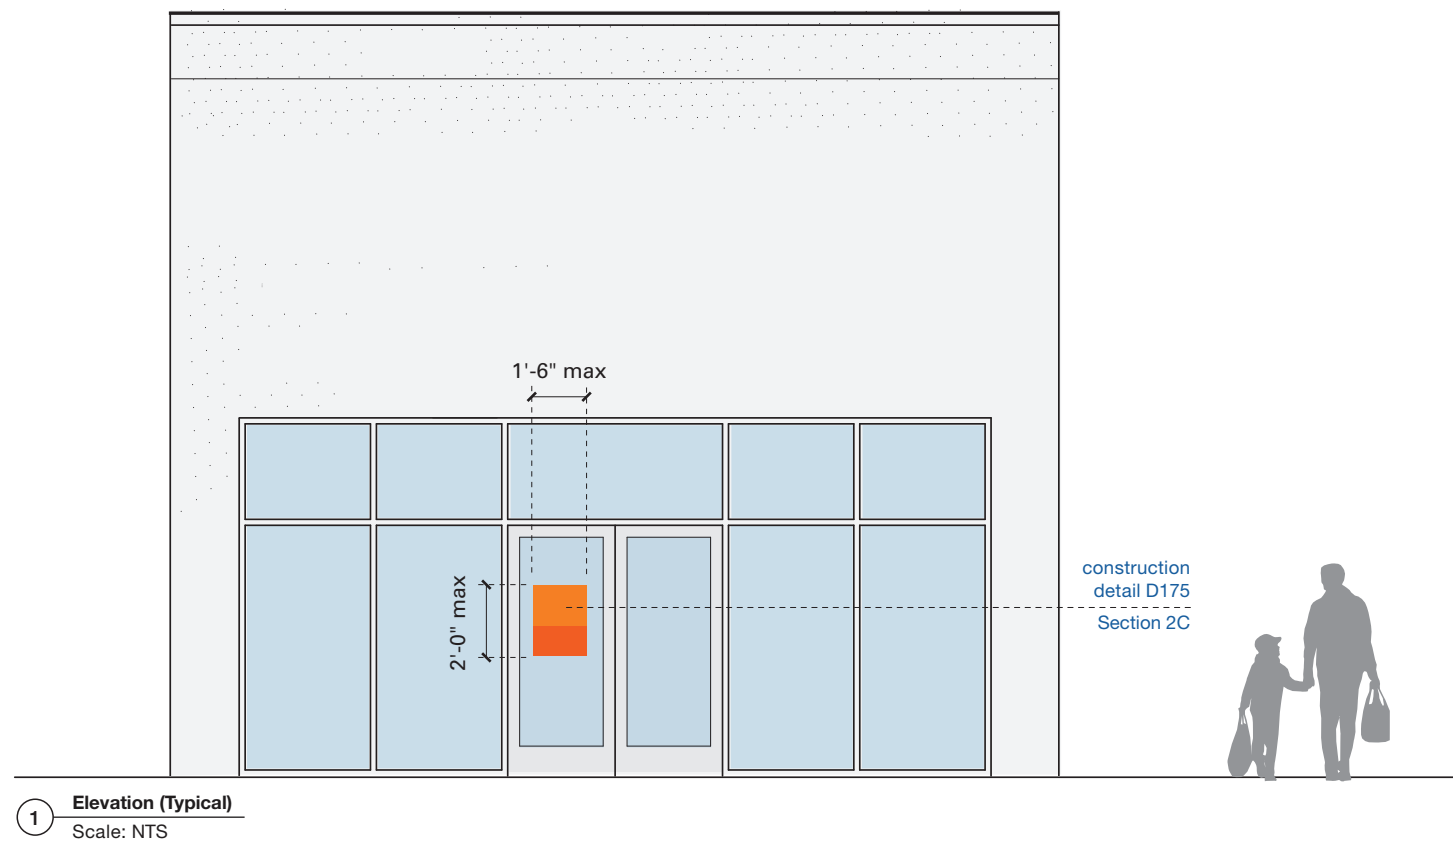 1'-6" max
2'-0" max
construction
detail D175
Section 2C
1
Elevation (Typical)
Scale: NTS